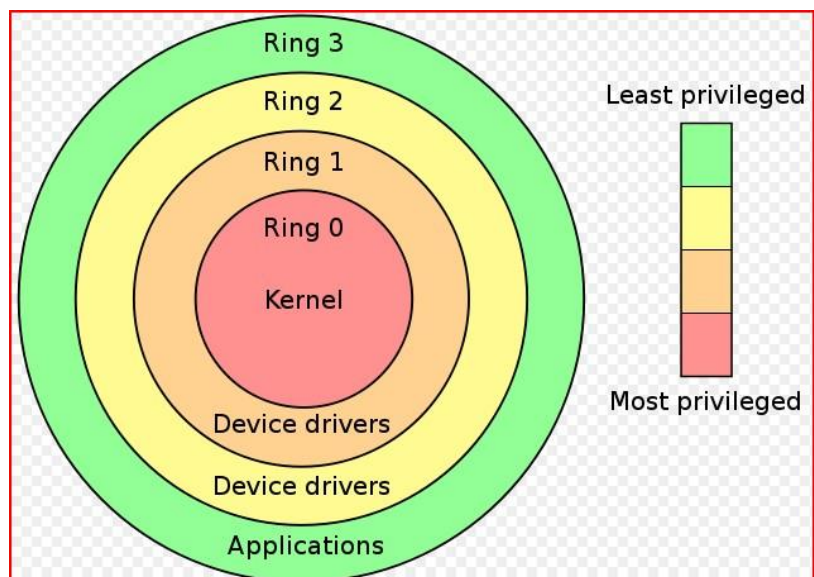 Ring 3
Ring 2
Ring 1
Ring 0
Kernel
Device drivers
Device drivers
Applications
Least privileged
Most privileged